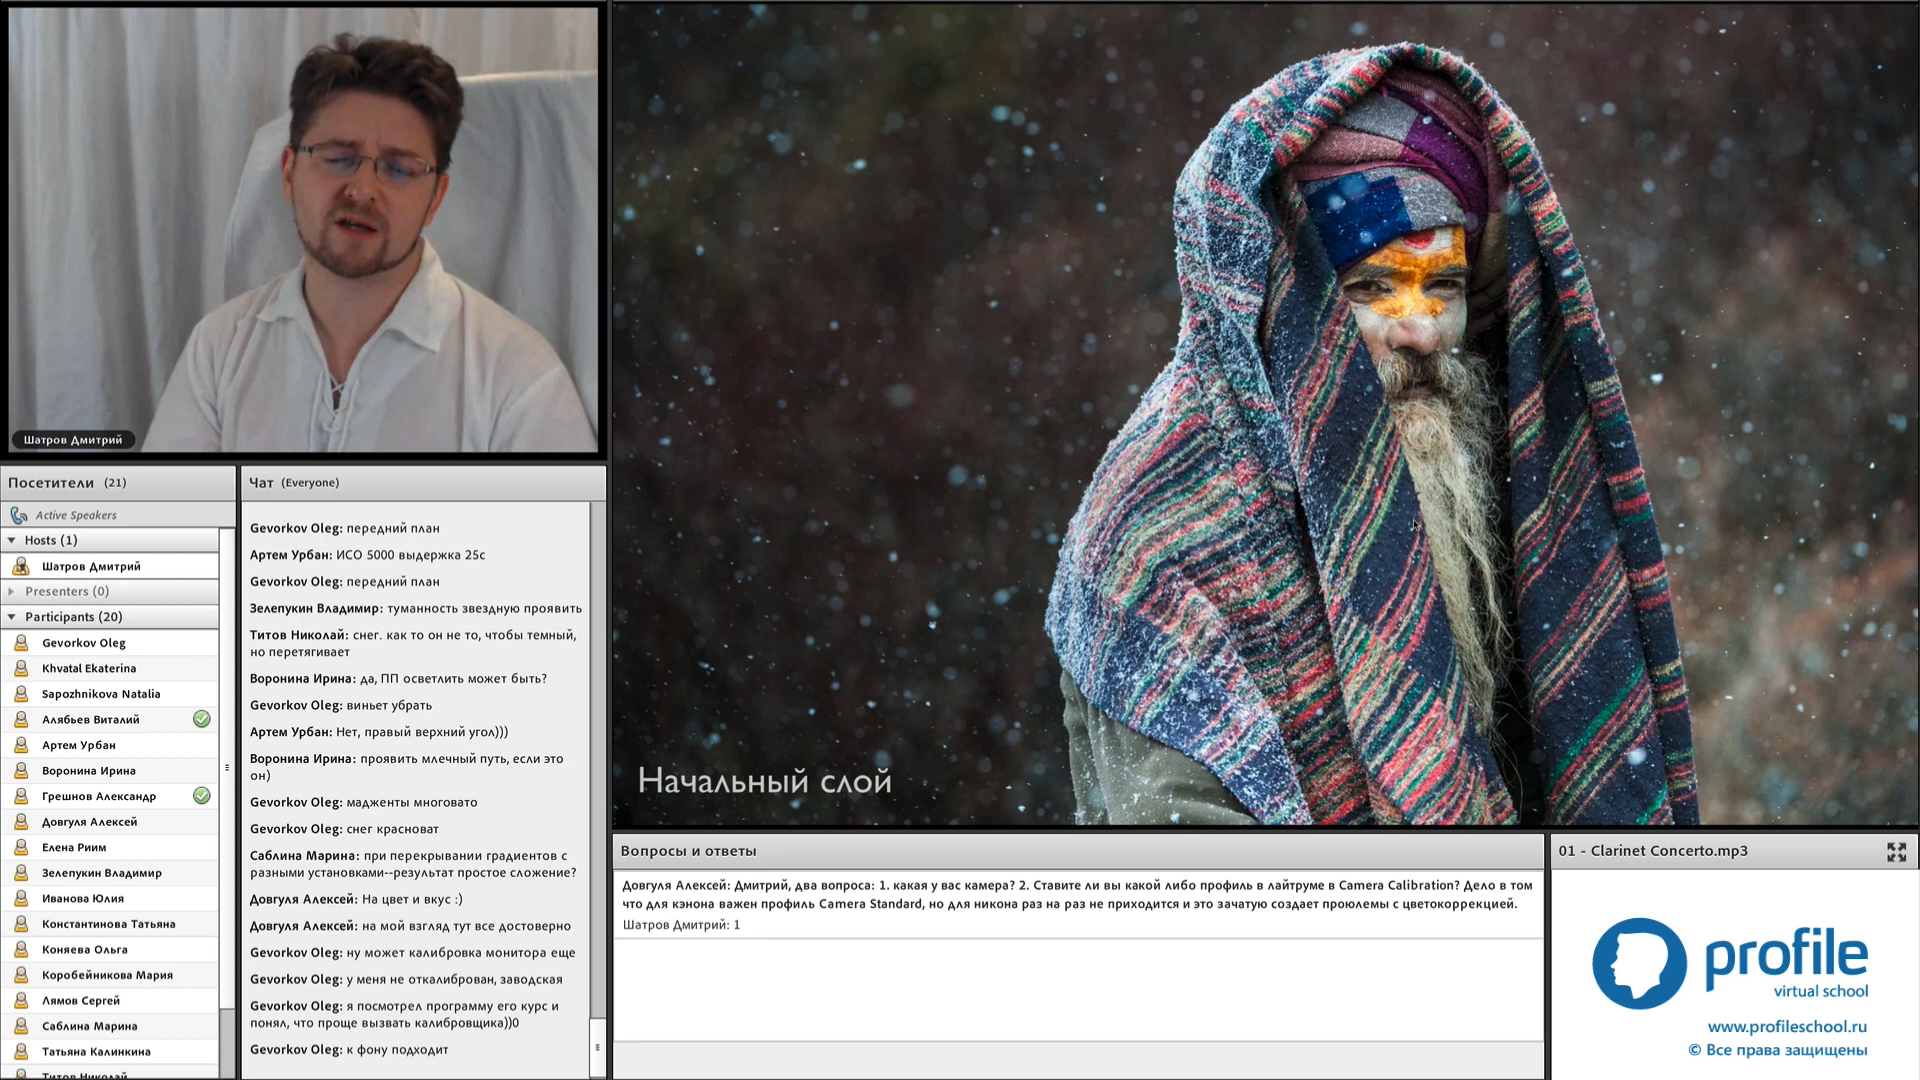 Шатров Дмитрий
Посетители (21)
Active Speakers
Hosts (1)
Шатров Дмитрий
Presenters (0)
Participants (20)
Gevorkov Oleg
Khvatal Ekaterina
Sapozhnikova Natalia
Алябьев Виталий
Артем Урбан
Воронина Ирина
Грешнов Александр
Довгуля Алексей
Елена Риим
Зелепукин Владимир
Иванова Юлия
Константинова Татьяна
Коняева Ольга
Коробейникова Мария
Лямов Сергей
Саблина Марина
Татьяна Калинкина
Титов Николай
Чат (Everyone)
Gevorkov Oleg: передний план
Артем Урбан: ИСО 5000 выдержка 25с
Gevorkov Oleg: передний план
Зелепукин Владимир: туманность звездную проявить
Титов Николай: снег. как то он не то, чтобы темный,
но перетягивает
Воронина Ирина: да, ПП осветлить может быть?
Gevorkov Oleg: виньет убрать
Артем Урбан: Нет, правый верхний угол)))
Воронина Ирина: проявить млечный путь, если это
он)
Gevorkov Oleg: мадженты многовато
Gevorkov Oleg: снег красноват
Саблина Марина: при перекрывании градиентов с
разными установками--результат простое сложение?
Довгуля Алексей: На цвет и вкус :)
Довгуля Алексей: на мой взгляд тут все достоверно
Gevorkov Oleg: ну может калибровка монитора еще
Gevorkov Oleg: у меня не откалиброван, заводская
Gevorkov Oleg: я посмотрел программу его курс и
понял, что проще вызвать калибровщика))0
Gevorkov Oleg: к фону подходит
Начальный слой
Вопросы и ответы
Довгуля Алексей: Дмитрий, два вопроса: 1. какая у вас камера? 2. Ставите ли вы какой либо профиль в лайтруме в Camera Calibration? Дело в том
что для кэнона важен профиль Camera Standard, но для никона раз на раз не приходится и это зачатую создает проюлемы с цветокоррекцией.
Шатров Дмитрий: 1
01 - Clarinet Concerto.mp3
profile
virtual school
www.profileschool.ru
© Все права защищены